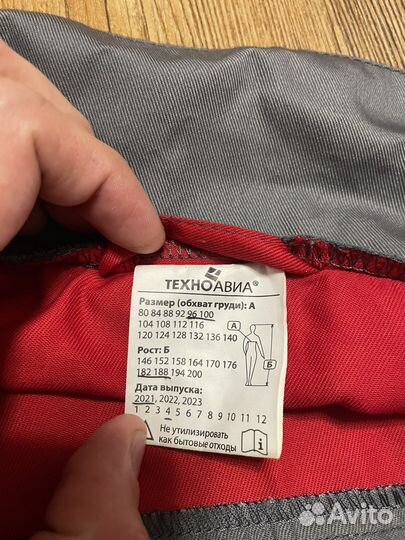 ТЕХНОАВИА®
Размер (обхват груди): А
80 84 88 92 96 100
104 108 112 116
120 124 128 132 136 140
А
Рост: Б
Б
146 152 158 164 170 176
182 188 194 200
Дата выпуска:
2021, 2022, 2023
1 2 3 4 5 6 7 8 9 10 11 12
Не утилизировать
как бытовые отходы
i
Avito